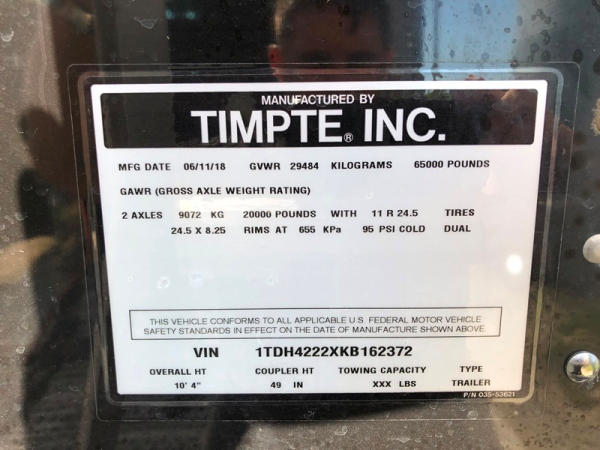 MANUFACTURED BY
TIMPTE® INC.
MFG DATE 06/11/18 GVWR 29484 KILOGRAMS 65000 POUNDS
GAWR (GROSS AXLE WEIGHT RATING)
2 AXLES 9072 KG 20000 POUNDS WITH 11 R 24.5 TIRES
24.5 X 8.25 RIMS AT 655 KPa 95 PSI COLD DUAL
THIS VEHICLE CONFORMS TO ALL APPLICABLE U.S. FEDERAL MOTOR VEHICLE
SAFETY STANDARDS IN EFFECT ON THE DATE OF MANUFACTURE SHOWN ABOVE.
VIN 1TDH4222XKB162372
OVERALL HT COUPLER HT TOWING CAPACITY TYPE
10' 4" 49 IN XXX LBS TRAILER
P/N 035-53621